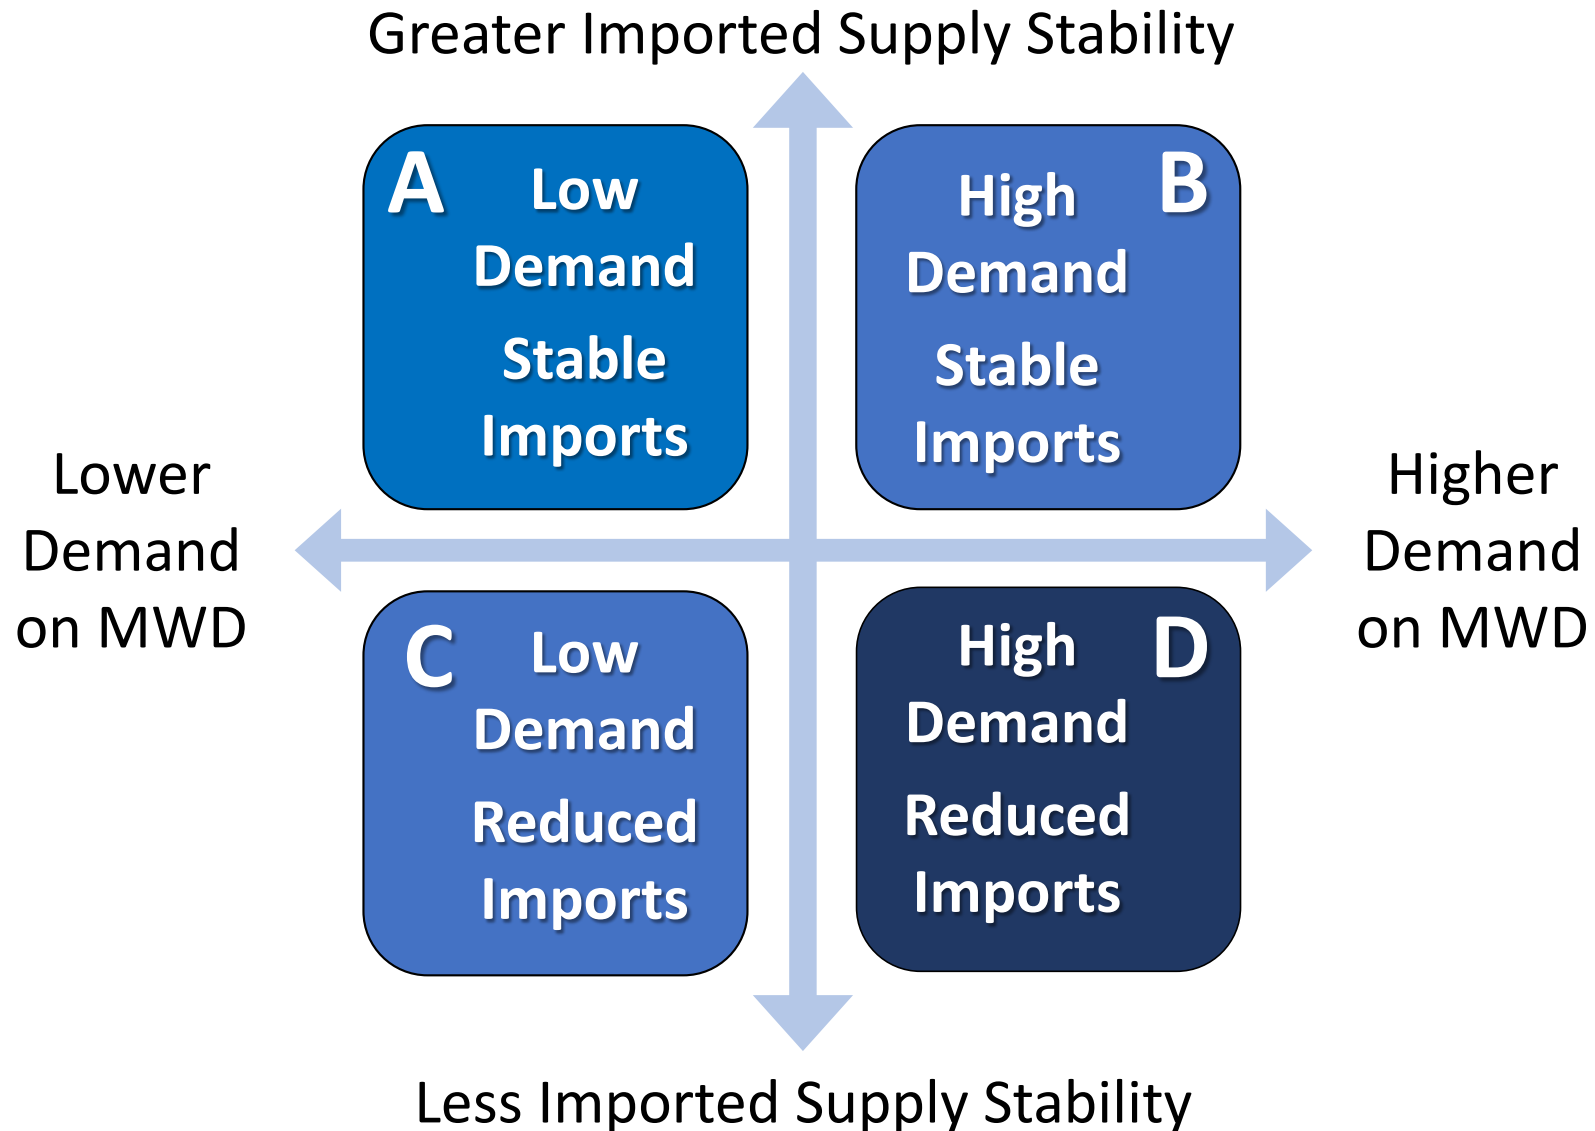 Greater Imported Supply Stability
A
Low
Demand
Stable
Imports
B
High
Demand
Stable
Imports
Lower
Demand
on MWD
Higher
Demand
on MWD
C
Low
Demand
Reduced
Imports
D
High
Demand
Reduced
Imports
Less Imported Supply Stability